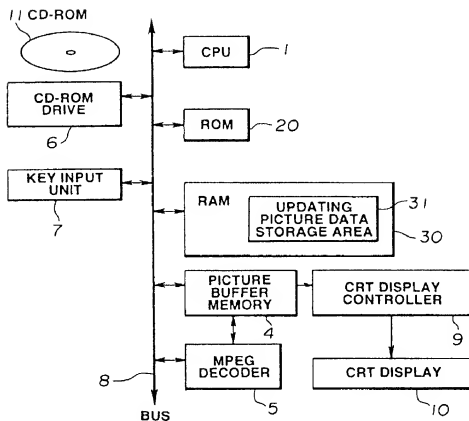 11 CD-ROM
CPU
1
CD-ROM
DRIVE
6
ROM
20
KEY INPUT
UNIT
7
RAM
UPDATING
PICTURE DATA
STORAGE AREA
31
30
PICTURE
BUFFER
MEMORY
4
CRT DISPLAY
CONTROLLER
9
MPEG
DECODER
5
CRT DISPLAY
10
8
BUS